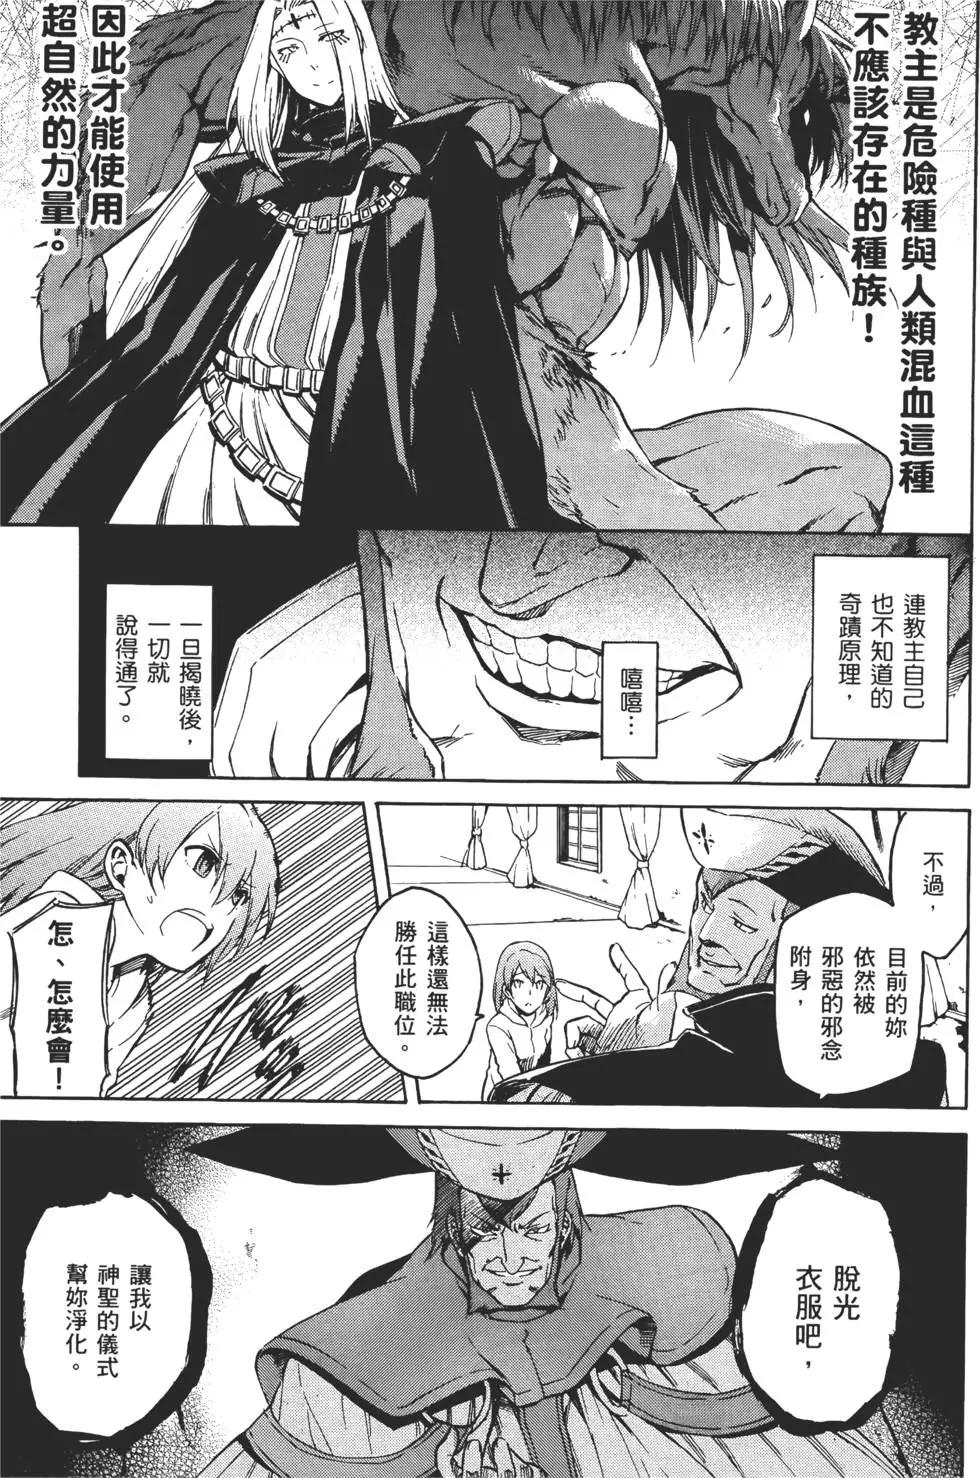 教主是危險種與人類混血這種
不應該存在的種族！
因此才能使用
超自然的力量。
連教主自己
也不知道的
奇蹟原理，
嘻嘻…
一旦揭曉後，
一切就
說得通了。
不過，
目前的妳
依然被
邪惡的邪念
附身，
這樣還無法
勝任此職位。
怎、怎麼會！
脫光
衣服吧，
讓我以
神聖的儀式
幫妳淨化。